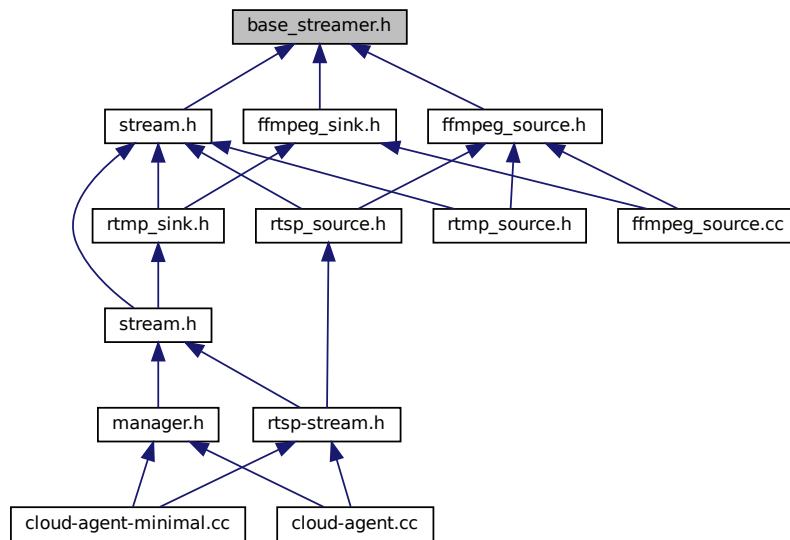 base_streamer.h
stream.h
ffmpeg_sink.h
ffmpeg_source.h
rtmp_sink.h
rtsp_source.h
rtmp_source.h
ffmpeg_source.cc
stream.h
manager.h
rtsp-stream.h
cloud-agent-minimal.cc
cloud-agent.cc